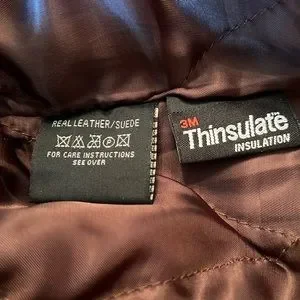 REAL LEATHER/SUEDE
P
FOR CARE INSTRUCTIONS
SEE OVER
3M
Thinsulate
INSULATION